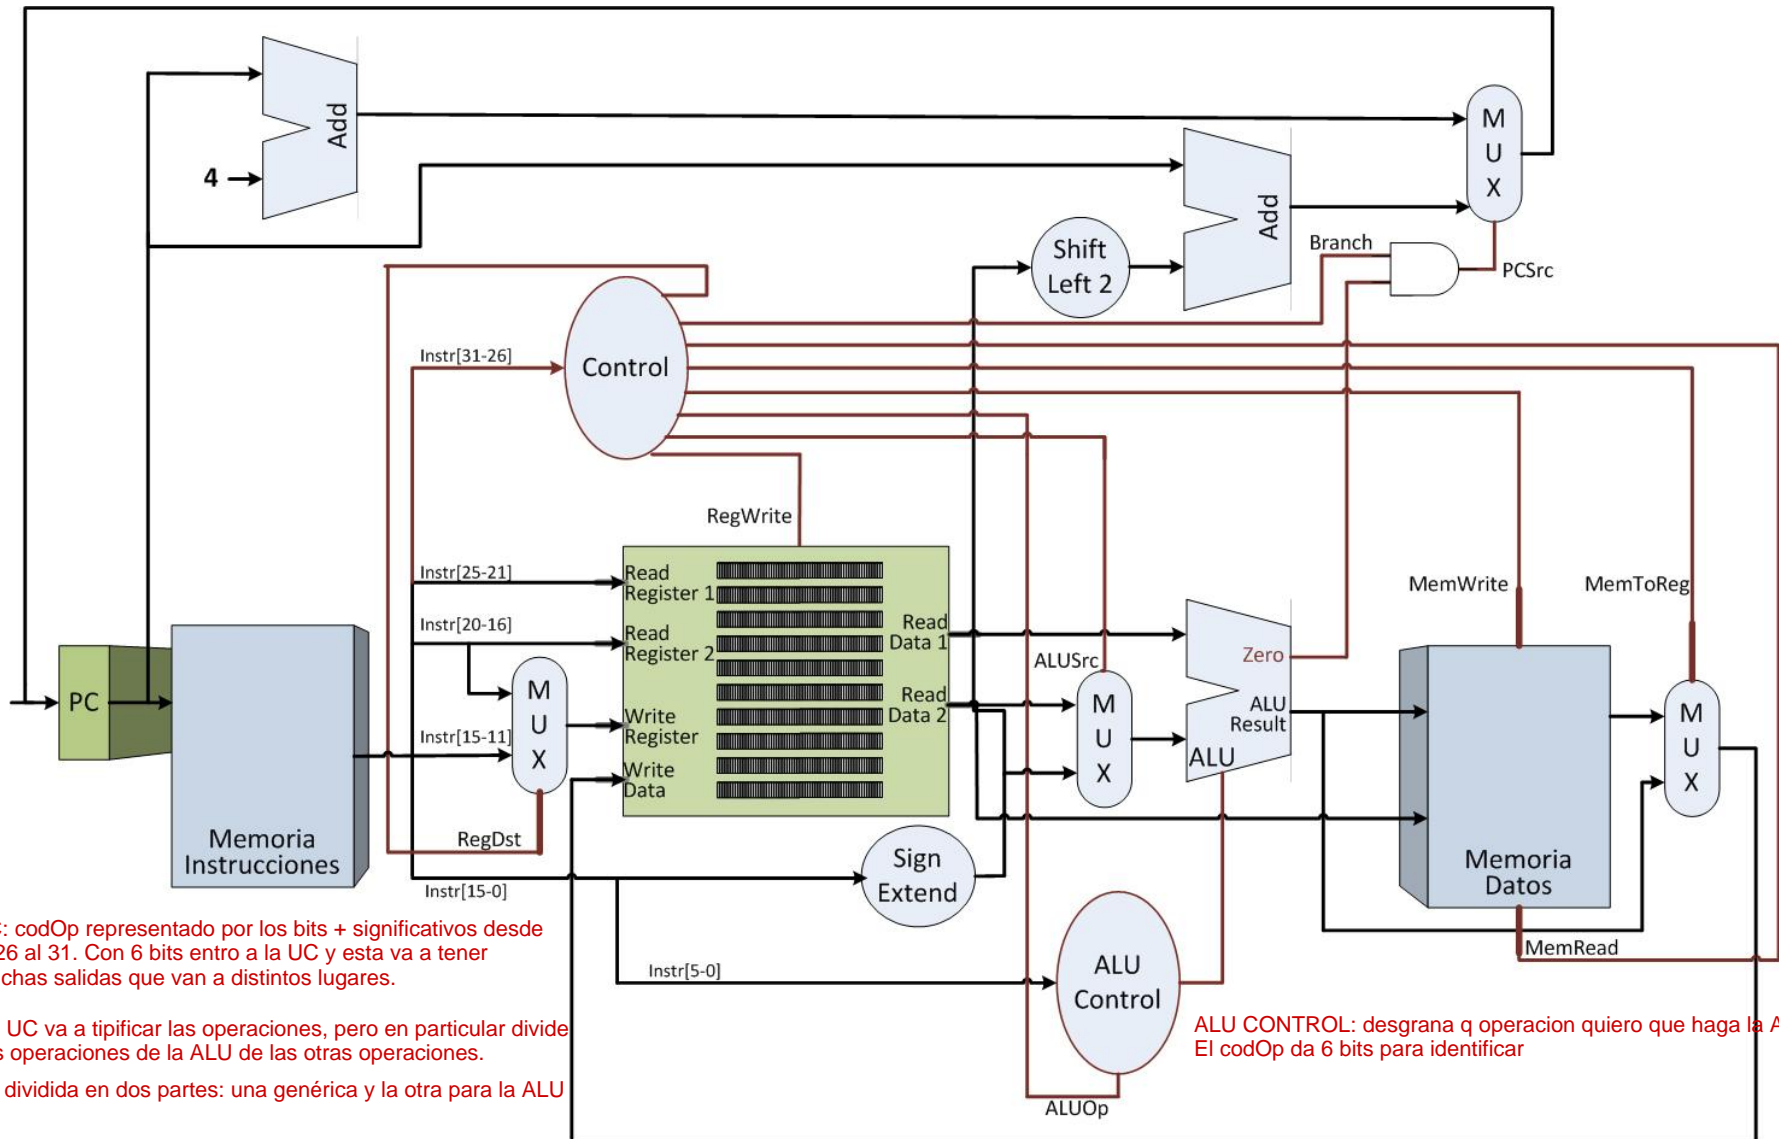 Add
4
Add
M
U
X
Shift
Left 2
Branch
PCSrc
Instr[31-26]
Control
RegWrite
Instr[25-21]
Read
Register 1
Instr[20-16]
Read
Register 2
Read
Data 1
Read
Data 2
Write
Register
Write
Data
M
U
X
Instr[15-11]
RegDst
Instr[15-0]
PC
Memoria
Instrucciones
Sign
Extend
ALUSrc
M
U
X
Zero
ALU
Result
ALU
MemWrite
MemToReg
M
U
X
Memoria
Datos
MemRead
Instr[5-0]
ALU
Control
ALUOp
: codOp representado por los bits + significativos desde
26 al 31. Con 6 bits entro a la UC y esta va a tener
chas salidas que van a distintos lugares.
UC va a tipificar las operaciones, pero en particular divide
s operaciones de la ALU de las otras operaciones.
dividida en dos partes: una genérica y la otra para la ALU
ALU CONTROL: desgrana q operacion quiero que haga la A
El codOp da 6 bits para identificar